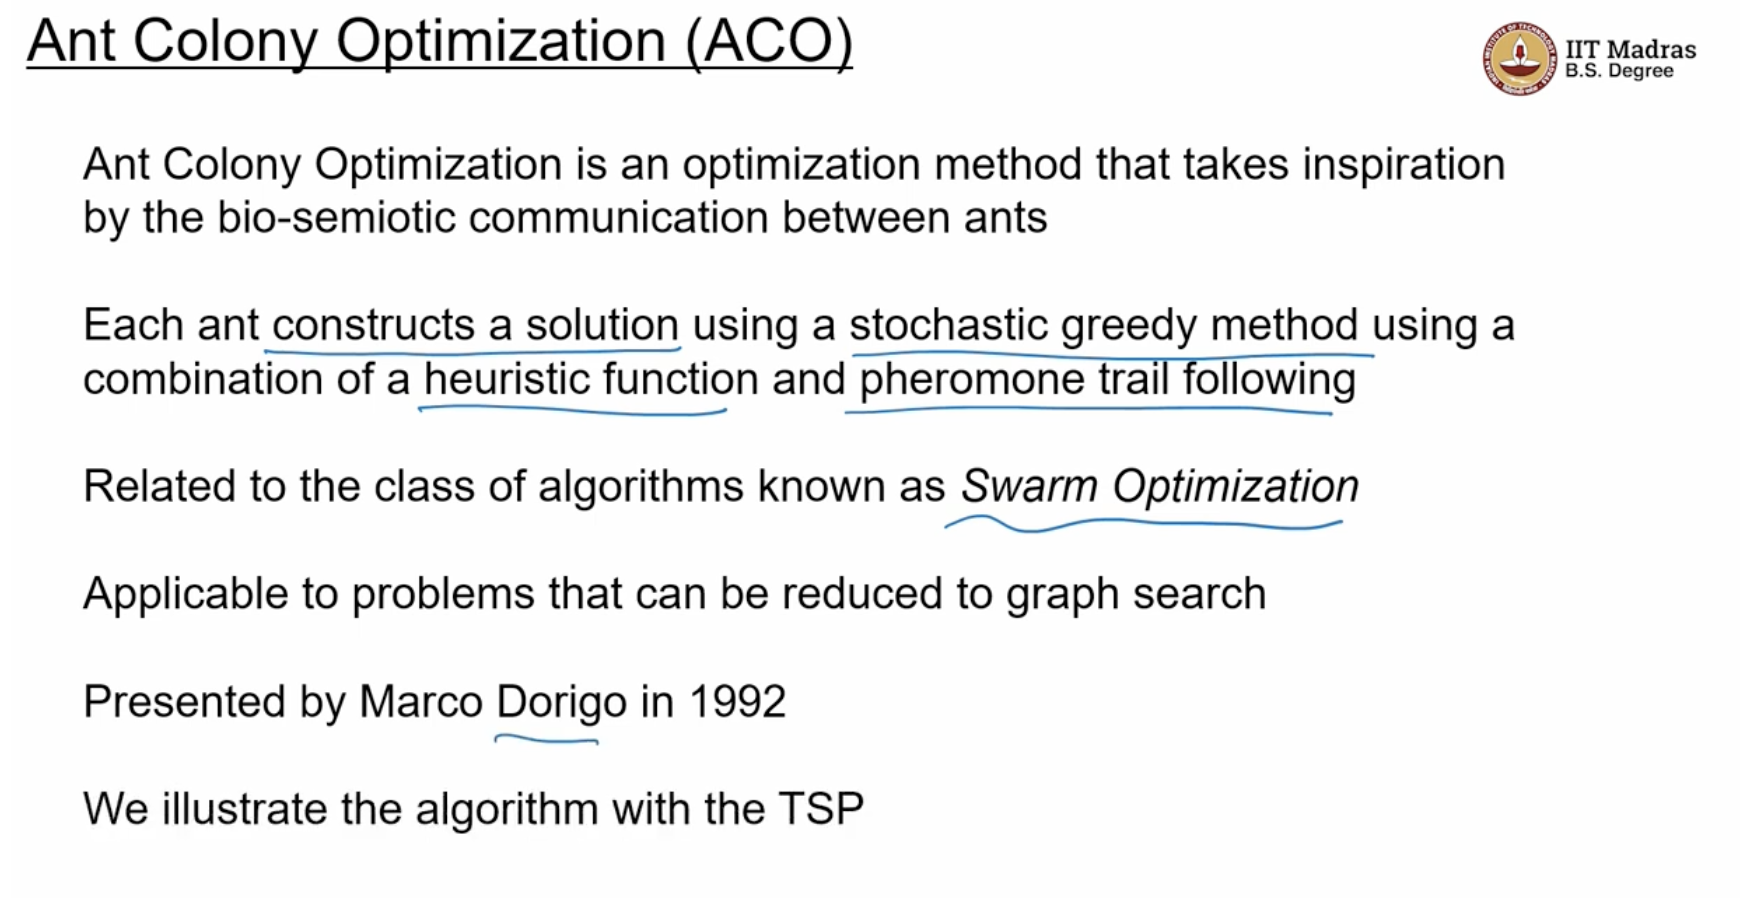 Ant Colony Optimization (ACO)
IIT Madras
B.S. Degree
Ant Colony Optimization is an optimization method that takes inspiration
by the bio-semiotic communication between ants
Each ant constructs a solution using a stochastic greedy method using a
combination of a heuristic function and pheromone trail following
Related to the class of algorithms known as Swarm Optimization
Applicable to problems that can be reduced to graph search
Presented by Marco Dorigo in 1992
We illustrate the algorithm with the TSP